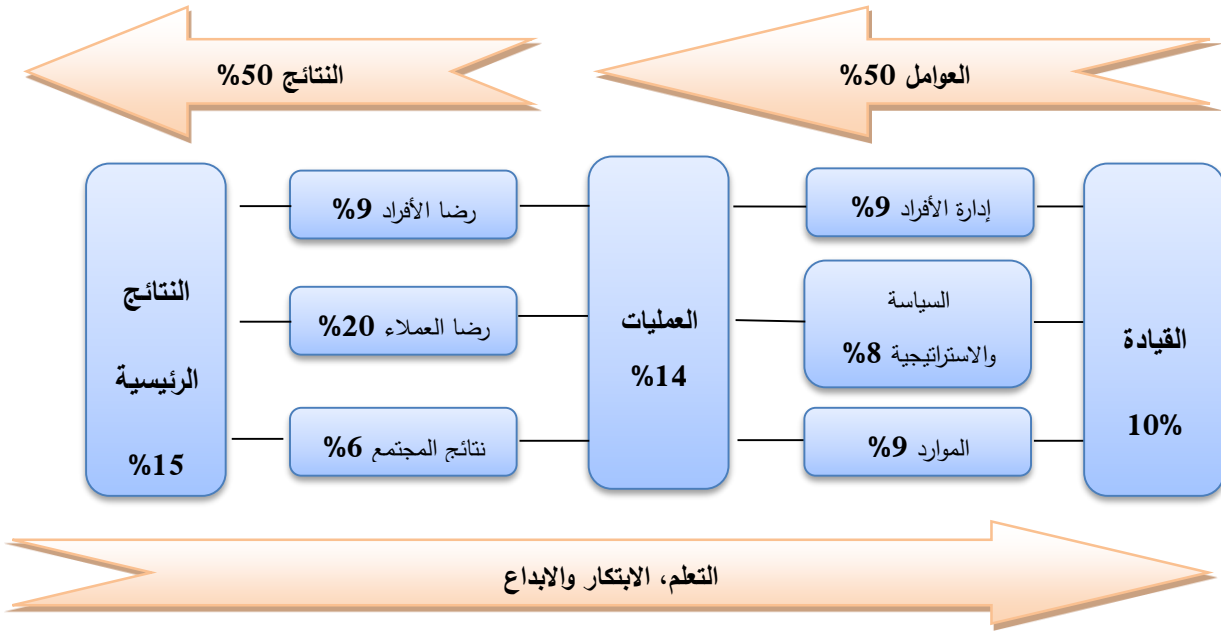 العوامل 50%
النتائج 50%
القيادة
10%
إدارة الأفراد 9%
السياسة
والاستراتيجية 8%
الموارد 9%
العمليات
14%
رضا الأفراد 9%
رضا العملاء 20%
نتائج المجتمع 6%
النتائج
الرئيسية
15%
التعلم، الابتكار والابداع